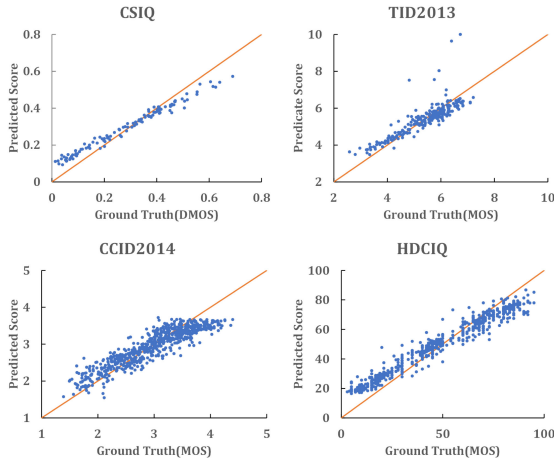 CSIQ
Predicted Score
0.8
0.6
0.4
0.2
0
0 0.2 0.4 0.6 0.8
Ground Truth(DMOS)
TID2013
Predicate Score
10
8
6
4
2
2 4 6 8 10
Ground Truth(MOS)
CCID2014
Predicted Score
5
4
3
2
1
1 2 3 4 5
Ground Truth(MOS)
HDCIQ
Predicted Score
100
80
60
40
20
0
0 50 100
Ground Truth(MOS)